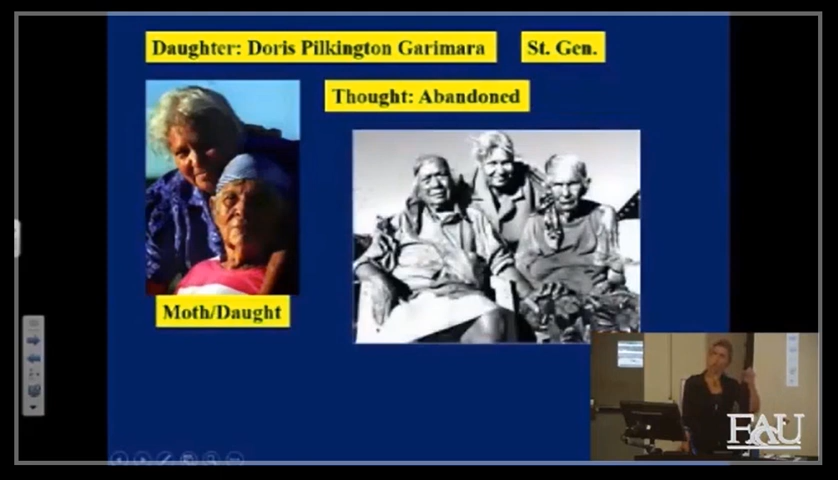 Daughter: Doris Pilkington Garimara
St. Gen.
Thought: Abandoned
Moth/Daught
FAU